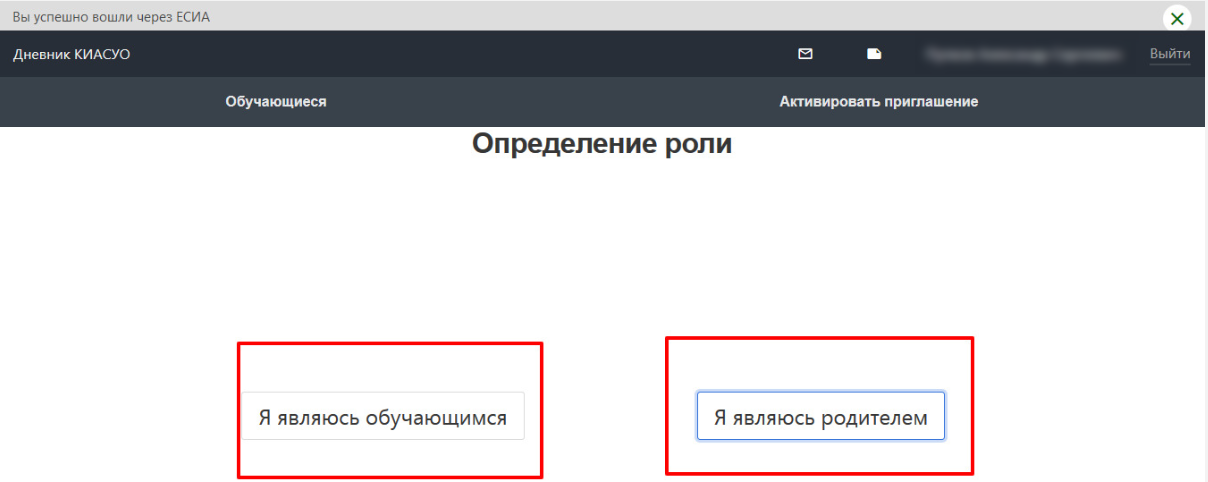 Вы успешно вошли через ЕСИА
Дневник КИАСУО
Выйти
Обучающиеся
Активировать приглашение
Определение роли
Я являюсь обучающимся
Я являюсь родителем